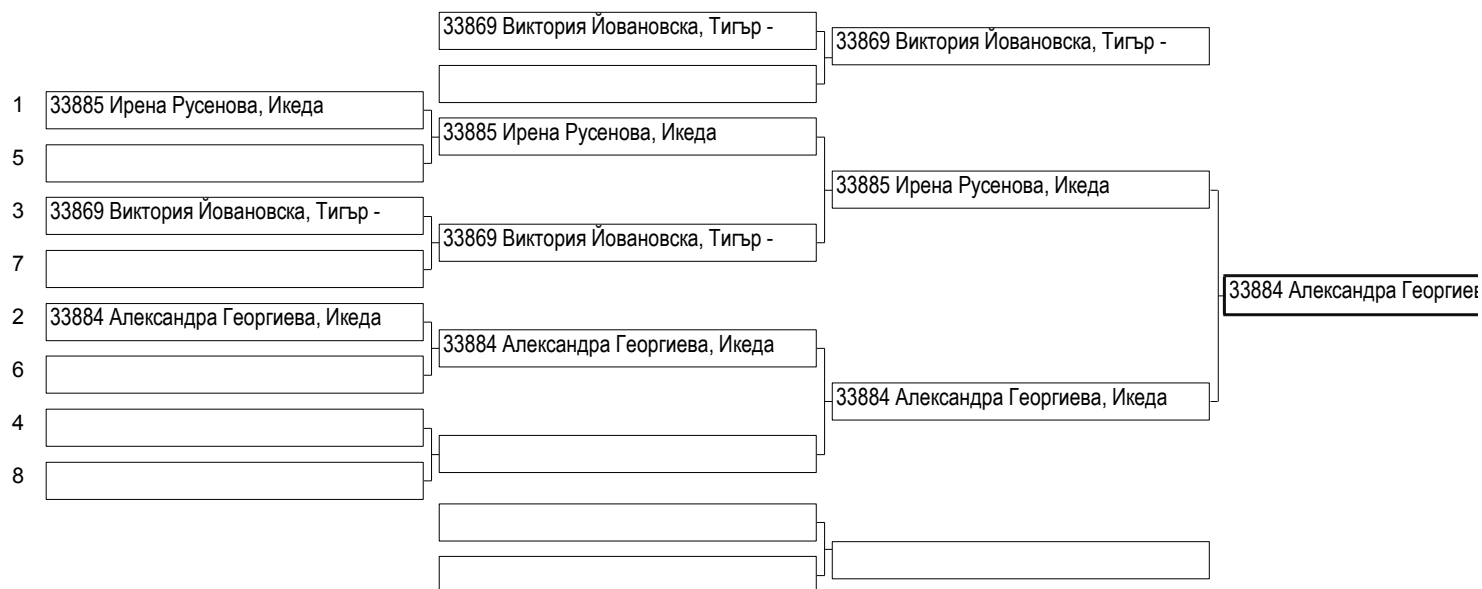 33869 Виктория Йовановска, Тигър -
33869 Виктория Йовановска, Тигър -
1 33885 Ирена Русенова, Икеда
33885 Ирена Русенова, Икеда
5
33885 Ирена Русенова, Икеда
3 33869 Виктория Йовановска, Тигър -
33869 Виктория Йовановска, Тигър -
7
33884 Александра Георгиев
2 33884 Александра Георгиева, Икеда
33884 Александра Георгиева, Икеда
6
33884 Александра Георгиева, Икеда
4
8